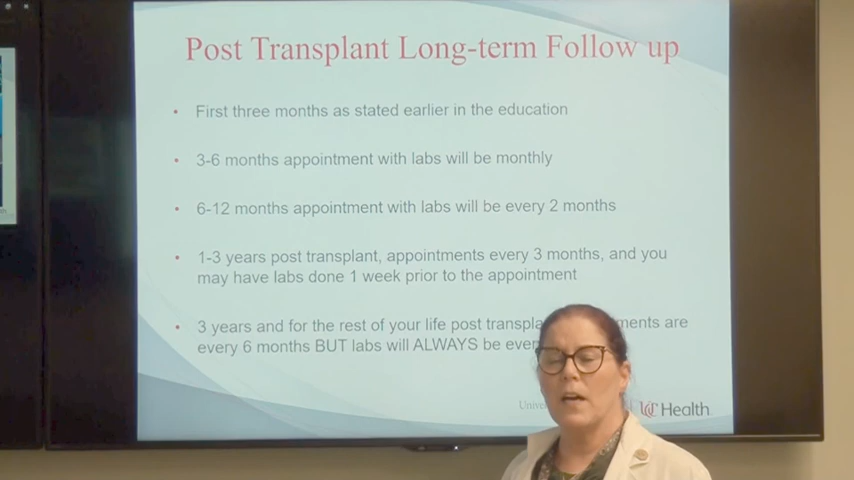 Post Transplant Long-term Follow up
• First three months as stated earlier in the education
• 3-6 months appointment with labs will be monthly
• 6-12 months appointment with labs will be every 2 months
• 1-3 years post transplant, appointments every 3 months, and you
may have labs done 1 week prior to the appointment
• 3 years and for the rest of your life post are
every 6 months BUT labs will ALWAYS be
Health